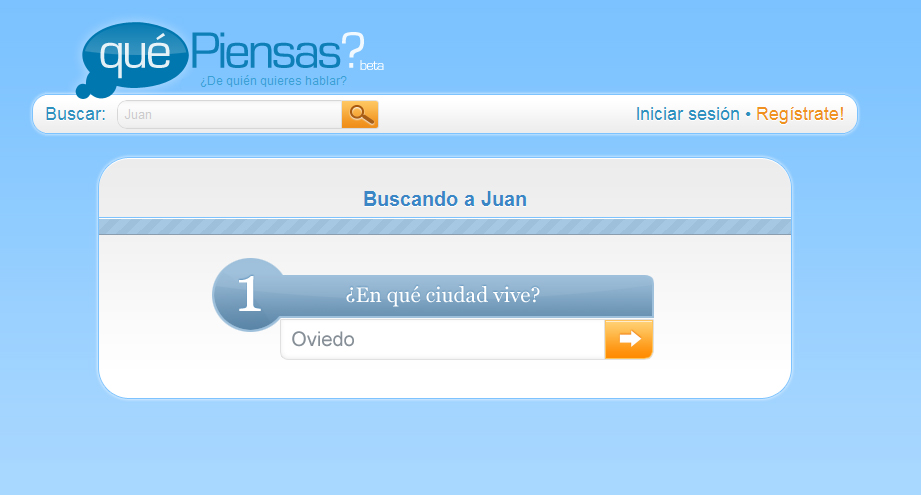 qué Piensas? beta
¿De quién quieres hablar?
Buscar: Juan Iniciar sesión • Regístrate!
Buscando a Juan
1 ¿En qué ciudad vive?
Oviedo